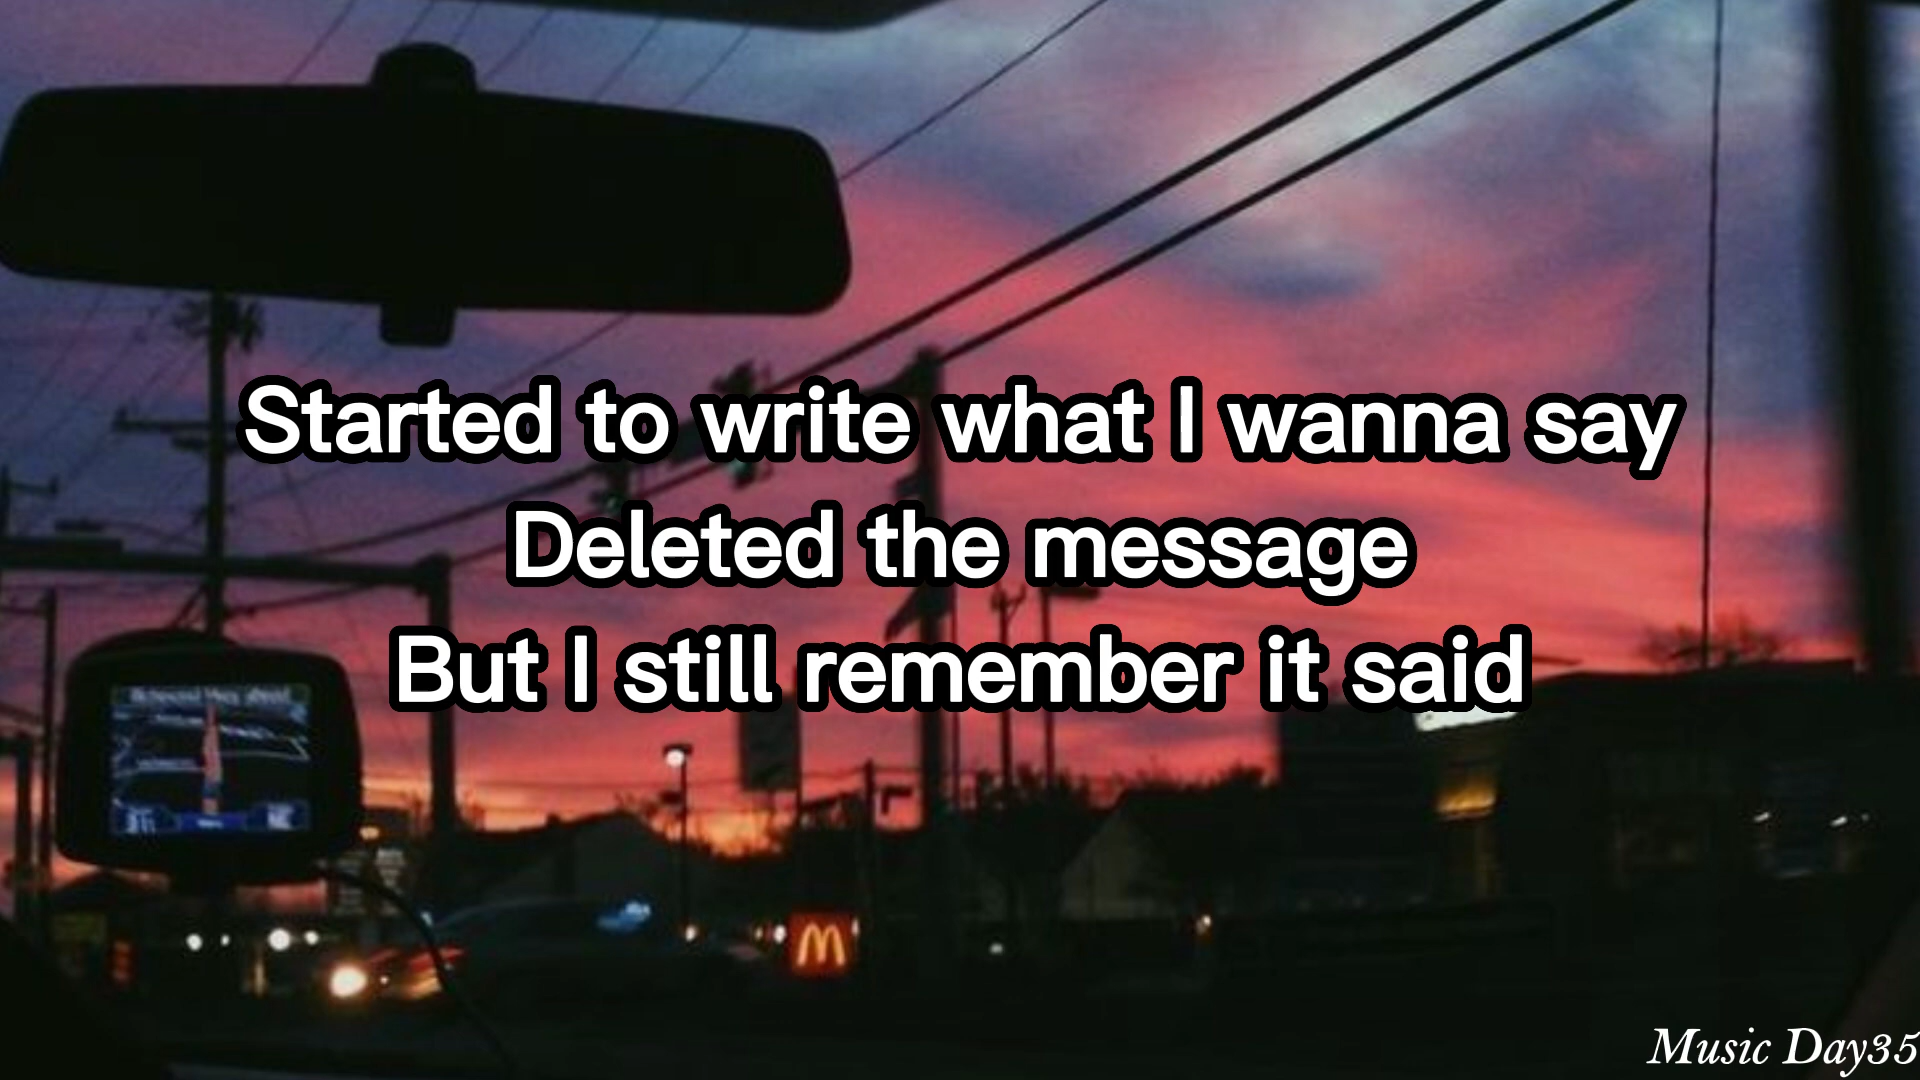 Started to write what I wanna say
Deleted the message
But I still remember it said
Music Day35